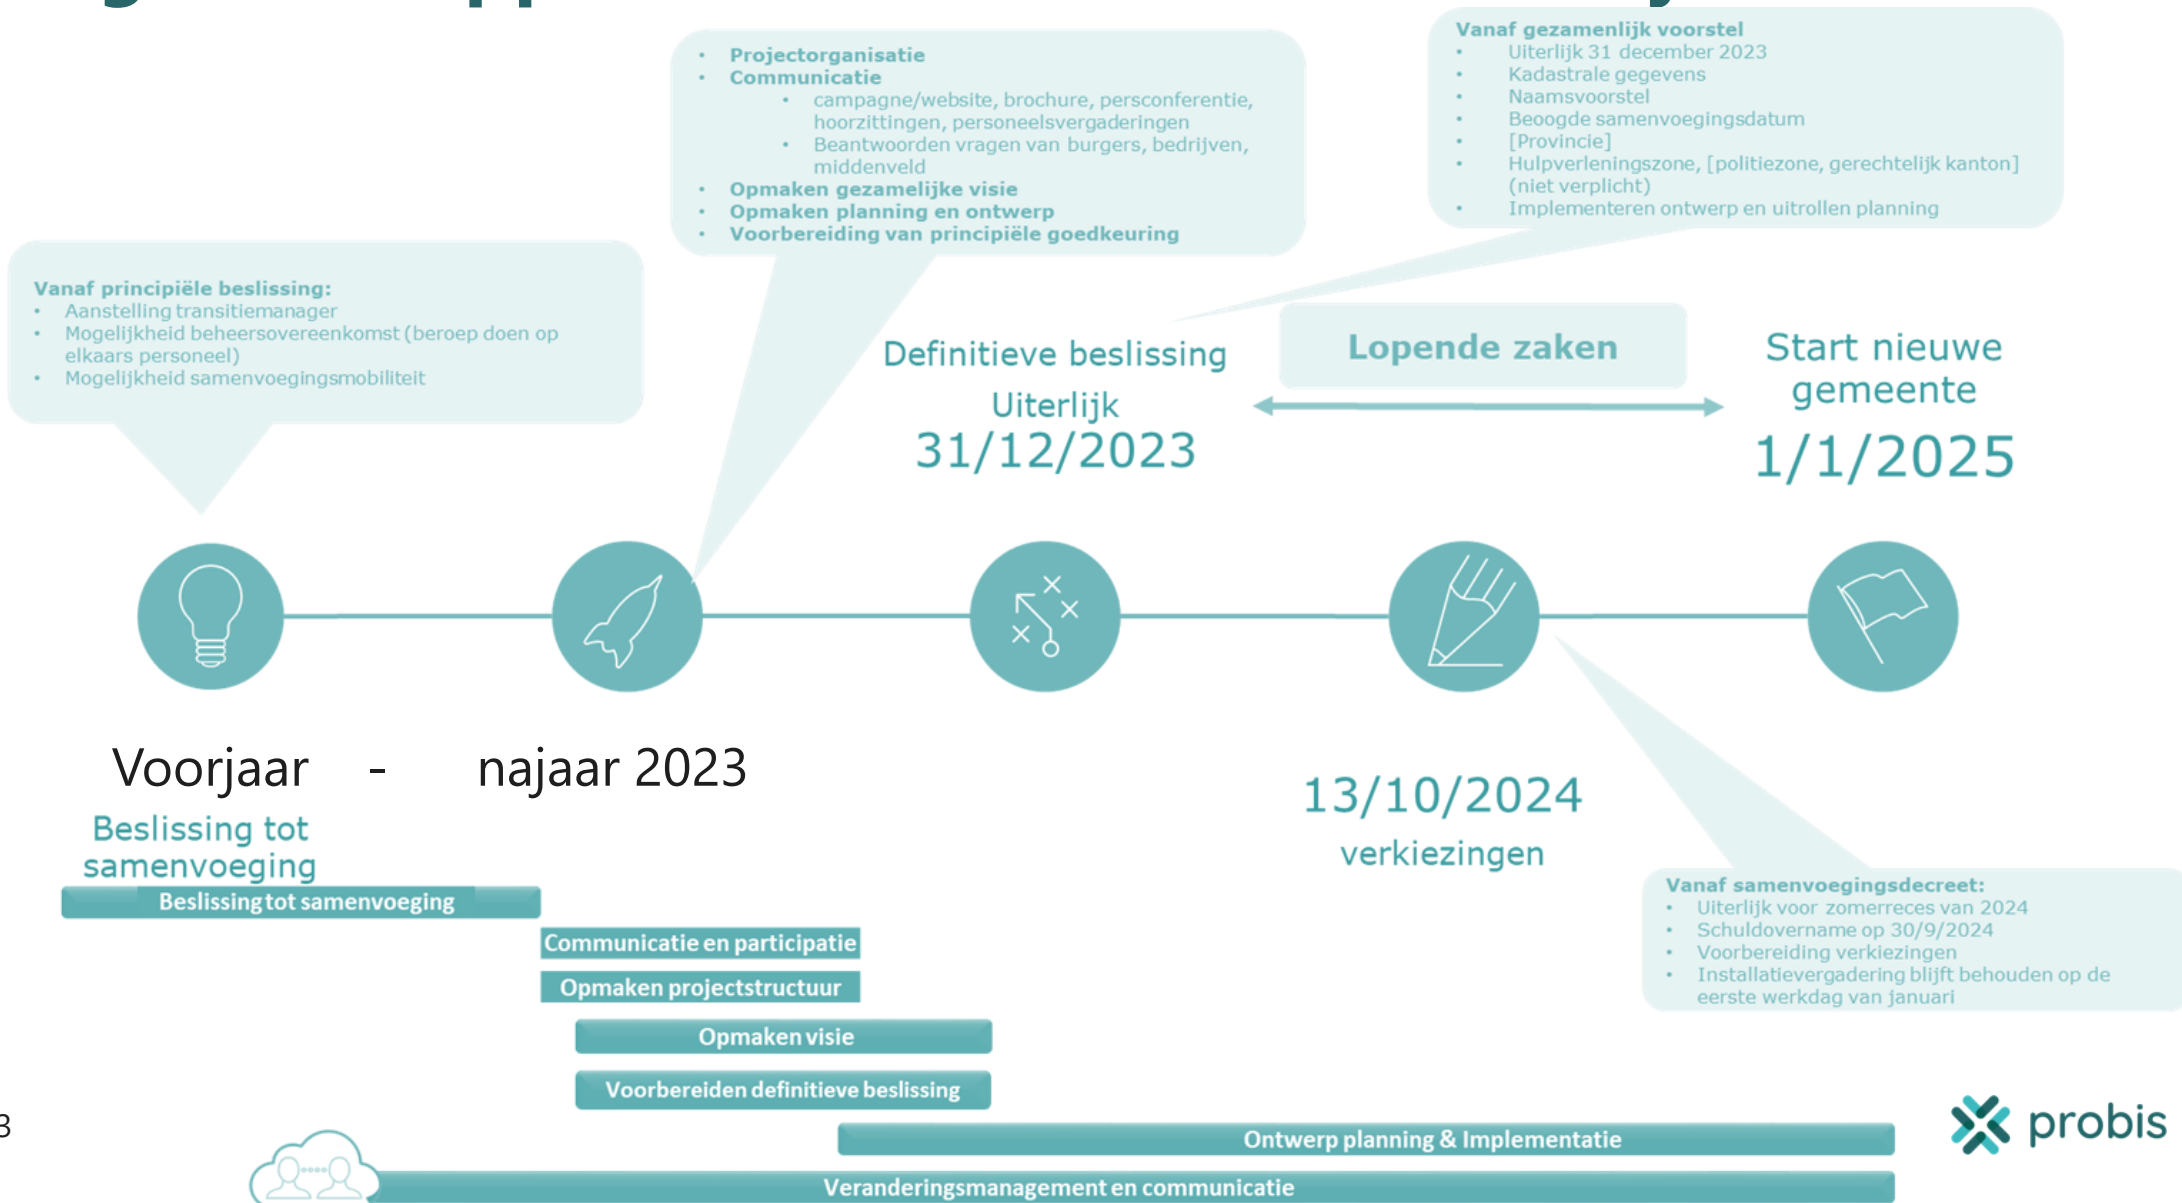 • Projectorganisatie
• Communicatie
• campagne/website, brochure, persconferentie,
hoorzittingen, personeelsvergaderingen
• Beantwoorden vragen van burgers, bedrijven,
middenveld
• Opmaken gezamelijke visie
• Opmaken planning en ontwerp
• Voorbereiding van principiële goedkeuring
Vanaf gezamenlijk voorstel
• Uiterlijk 31 december 2023
• Kadastrale gegevens
• Naamsvoorstel
• Beoogde samenvoegingsdatum
• [Provincie]
• Hulpverleningszone, [politiezone, gerechtelijk kanton]
(niet verplicht)
• Implementeren ontwerp en uitrollen planning
Vanaf principiële beslissing:
• Aanstelling transitiemanager
• Mogelijkheid beheersovereenkomst (beroep doen op
elkaars personeel)
• Mogelijkheid samenvoegingsmobiliteit
Definitieve beslissing
Uiterlijk
31/12/2023
Lopende zaken
Start nieuwe
gemeente
1/1/2025
Voorjaar - najaar 2023
Beslissing tot
samenvoeging
13/10/2024
verkiezingen
Vanaf samenvoegingsdecreet:
• Uiterlijk voor zomerreces van 2024
• Schuldovername op 30/9/2024
• Voorbereiding verkiezingen
• Installatievergadering blijft behouden op de
eerste werkdag van januari
Beslissing tot samenvoeging
Communicatie en participatie
Opmaken projectstructuur
Opmaken visie
Voorbereiden definitieve beslissing
Ontwerp planning & Implementatie
Veranderingsmanagement en communicatie
3
probis